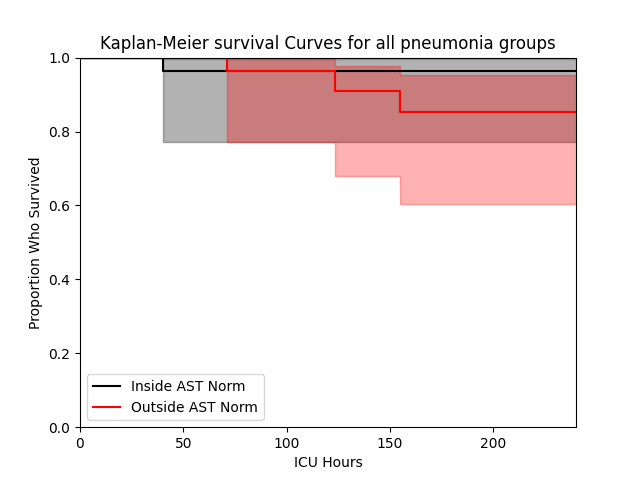 Kaplan-Meier survival Curves for all pneumonia groups
1.0
0.8
0.6
0.4
0.2
0.0
Proportion Who Survived
Inside AST Norm
Outside AST Norm
0 50 100 150 200
ICU Hours